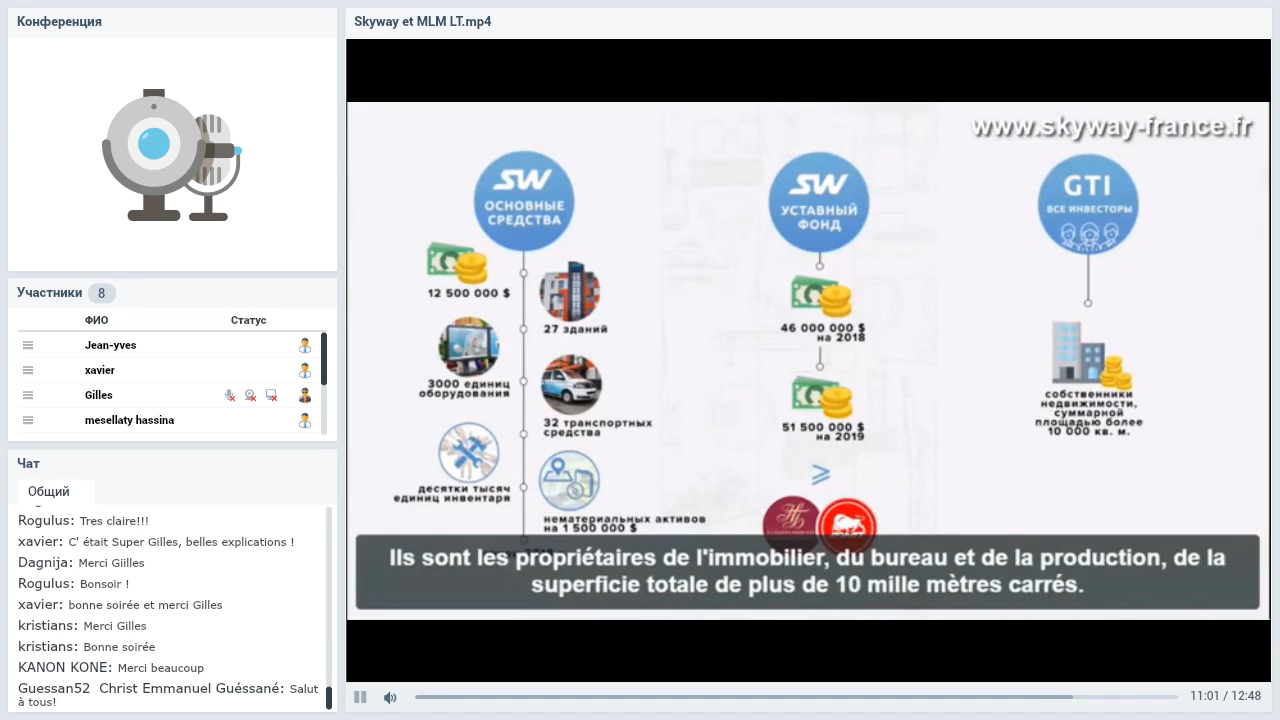 Конференция
Участники 8
ФИО Статус
Jean-yves
xavier
Gilles
mesellaty hassina
Чат
Общий
Rogulus: Tres claire!!!
xavier: C' était Super Gilles, belles explications !
Dagnija: Merci Giilles
Rogulus: Bonsoir !
xavier: bonne soirée et merci Gilles
kristians: Merci Gilles
kristians: Bonne soirée
KANON KONE: Merci beaucoup
Guessan52 Christ Emmanuel Guéssané: Salut
à tous!
Skyway et MLM LT.mp4
www.skyway-france.fr
SW
ОСНОВНЫЕ
СРЕДСТВА
12 500 000 $
27 зданий
3000 единиц
оборудования
32 транспортных
средства
десятки тысяч
единиц инвентаря
нематериальных активов
на 1 500 000 $
SW
УСТАВНЫЙ
ФОНД
46 000 000 $
на 2018
51 500 000 $
на 2019
⩾
GTI
ВСЕ ИНВЕСТОРЫ
собственники
недвижимости,
суммарной
площадью более
10 000 кв. м.
Ils sont les propriétaires de l'immobilier, du bureau et de la production, de la
superficie totale de plus de 10 mille mètres carrés.
11:01 / 12:48